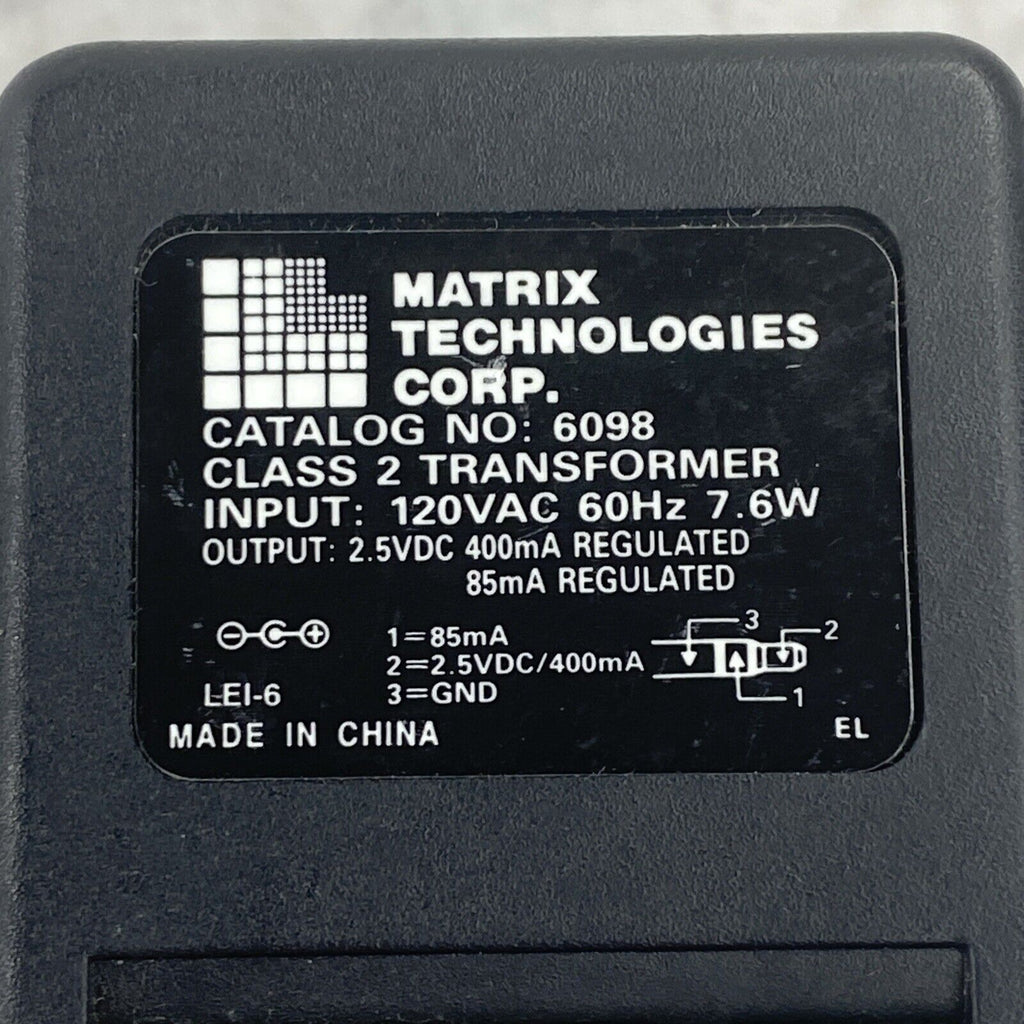 MATRIX
TECHNOLOGIES
CORP.
CATALOG NO: 6098
CLASS 2 TRANSFORMER
INPUT: 120VAC 60Hz 7.6W
OUTPUT: 2.5VDC 400mA REGULATED
85mA REGULATED
1=85mA
2=2.5VDC/400mA
3=GND
3
2
1
LEI-6
MADE IN CHINA
EL